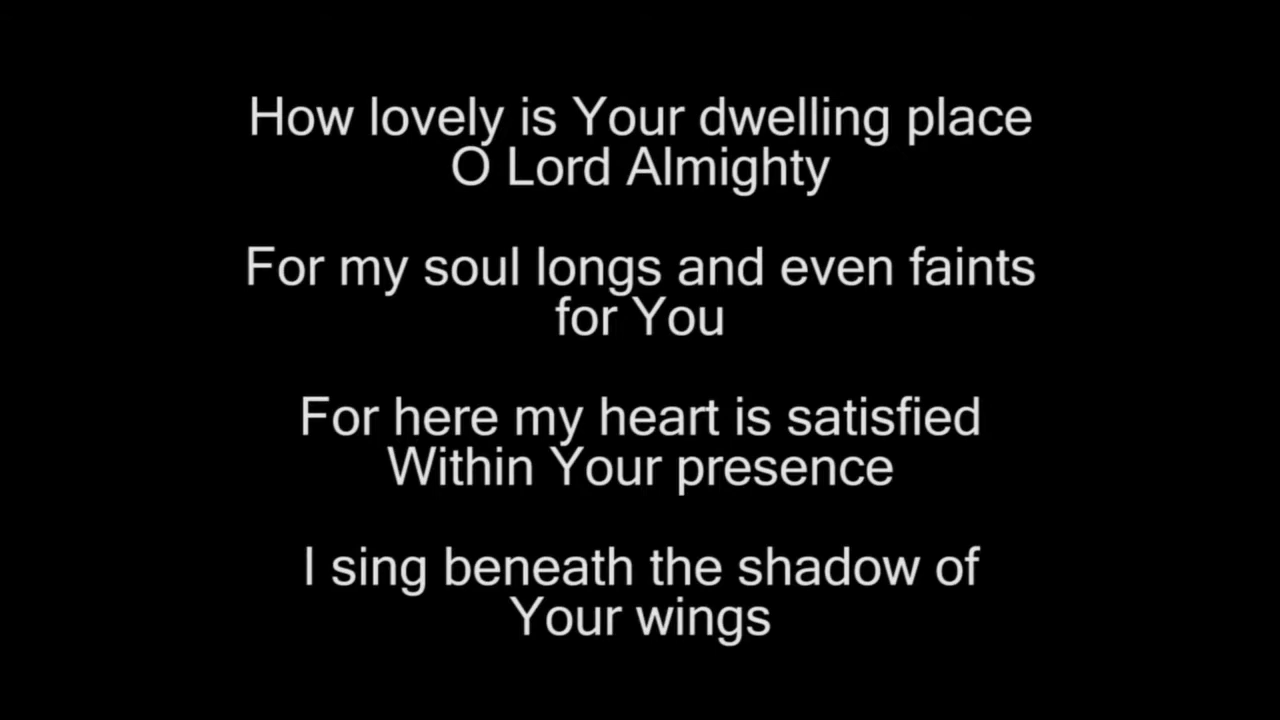 How lovely is Your dwelling place
O Lord Almighty
For my soul longs and even faints
for You
For here my heart is satisfied
Within Your presence
I sing beneath the shadow of
Your wings